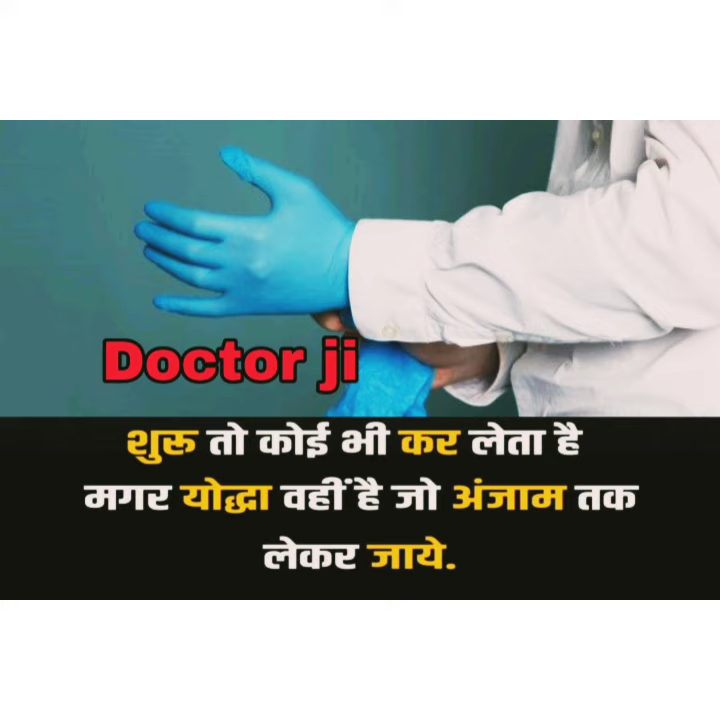 Doctor ji
शुरू तो कोई भी कर लेता है
मगर योद्धा वहीं है जो अंजाम तक
लेकर जाये.